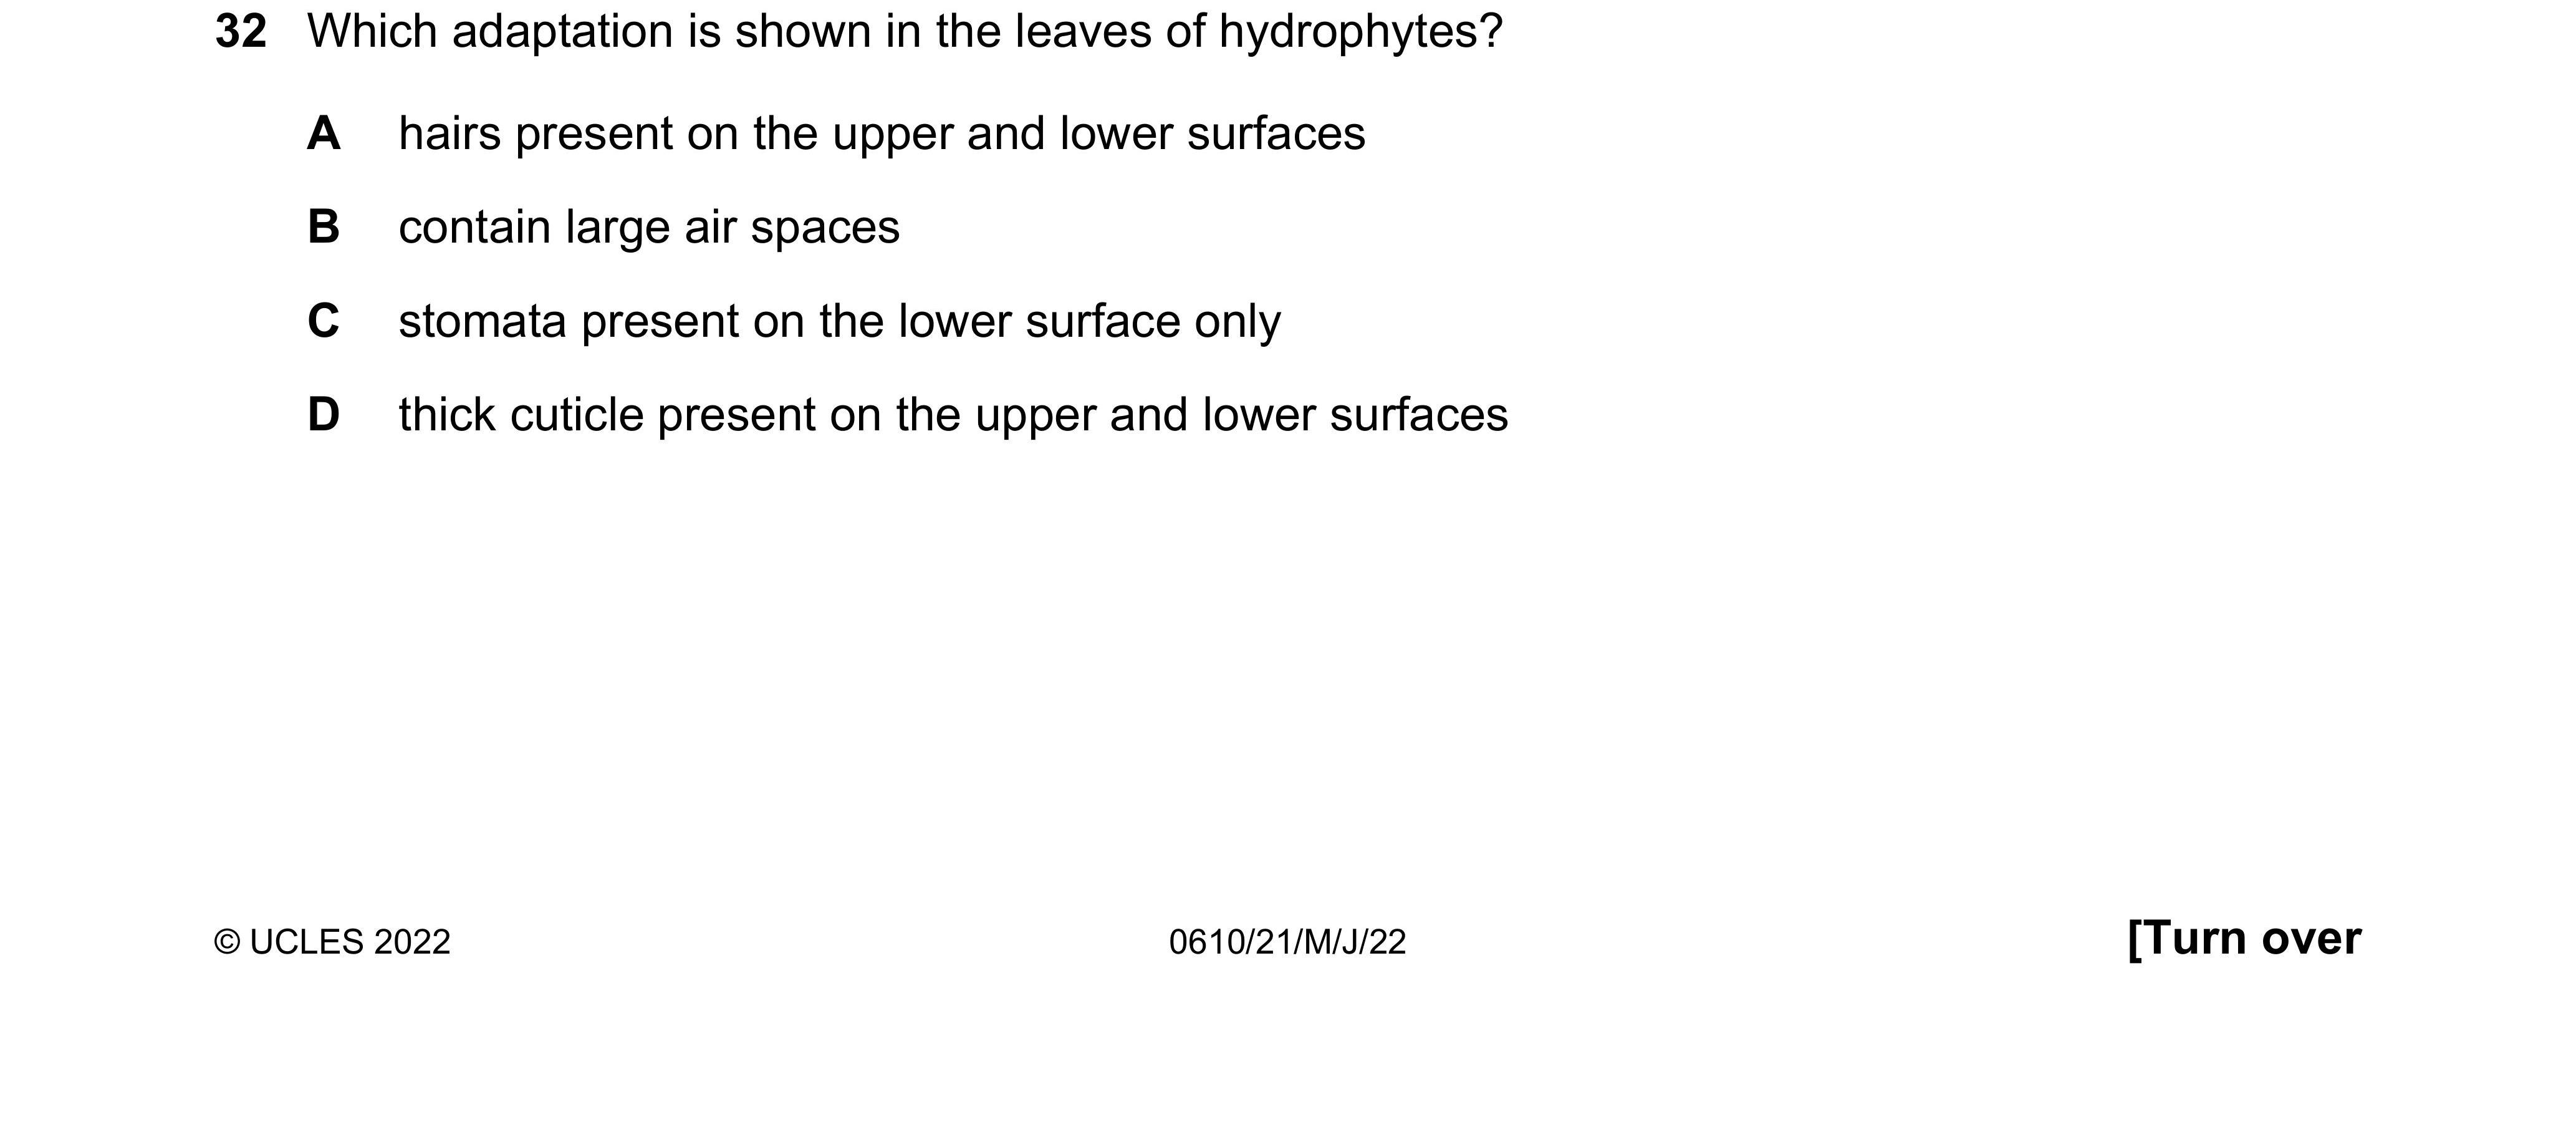 32 Which adaptation is shown in the leaves of hydrophytes?
A hairs present on the upper and lower surfaces
B contain large air spaces
C stomata present on the lower surface only
D thick cuticle present on the upper and lower surfaces
© UCLES 2022 0610/21/M/J/22 [Turn over